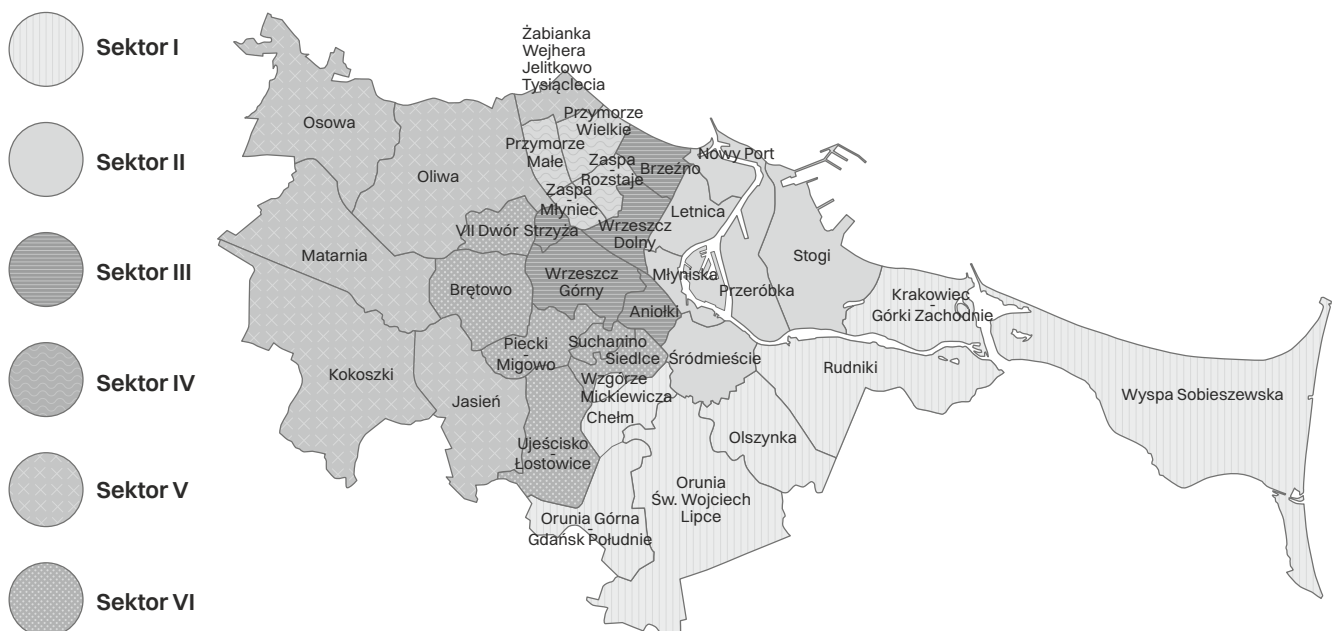 Sektor I
Sektor II
Sektor III
Sektor IV
Sektor V
Sektor VI
Żabianka
Wejhera
Jelitkowo
Tysiąclecia
Przymorze
Wielkie
Osowa
Przymorze
Małe
Nowy Port
Zaspa
-
Rozstaje
Brzeźno
Oliwa
Zaspa
-
Młyniec
Letnica
VII Dwór
Strzyża
Wrzeszcz
Dolny
Matarnia
Stogi
Brętowo
Wrzeszcz
Górny
Młyniska
Przeróbka
Krakowiec
-
Górki Zachodnie
Aniołki
Piecki
-
Migowo
Suchanino
Siedlce
Śródmieście
Rudniki
Kokoszki
Wzgórze
Mickiewicza
Wyspa Sobieszewska
Jasień
Chełm
Olszynka
Ujeścisko
-
Łostowice
Orunia
Św. Wojciech
Lipce
Orunia Górna
-
Gdańsk Południe